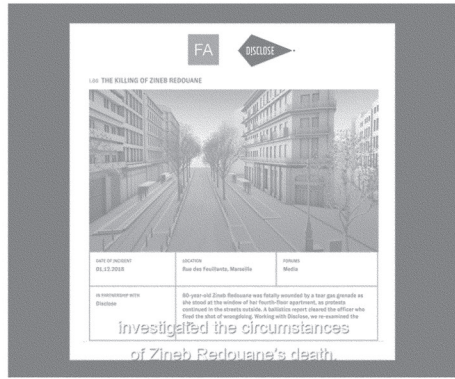 FA
DISCLOSE
THE KILLING OF ZINEB REDOUANE
DATE OF INCIDENT
01.12.2018
LOCATION
Rue des Feuillants, Marseille
FORUMS
Media
IN PARTNERSHIP WITH
Disclose
80-year-old Zineb Redouane was fatally wounded by a tear gas grenade as
she stood at the window of her fourth-floor apartment, as protests
continued in the streets outside. A ballistics report cleared the officer who
fired the shot of wrongdoing. Working with Disclose, we re-examined the
investigated the circumstances
of Zineb Redouane's death.